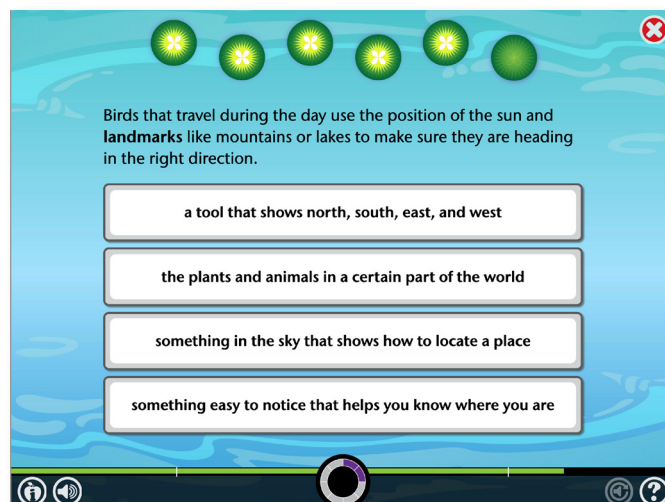 Birds that travel during the day use the position of the sun and
landmarks like mountains or lakes to make sure they are heading
in the right direction.
a tool that shows north, south, east, and west
the plants and animals in a certain part of the world
something in the sky that shows how to locate a place
something easy to notice that helps you know where you are
?